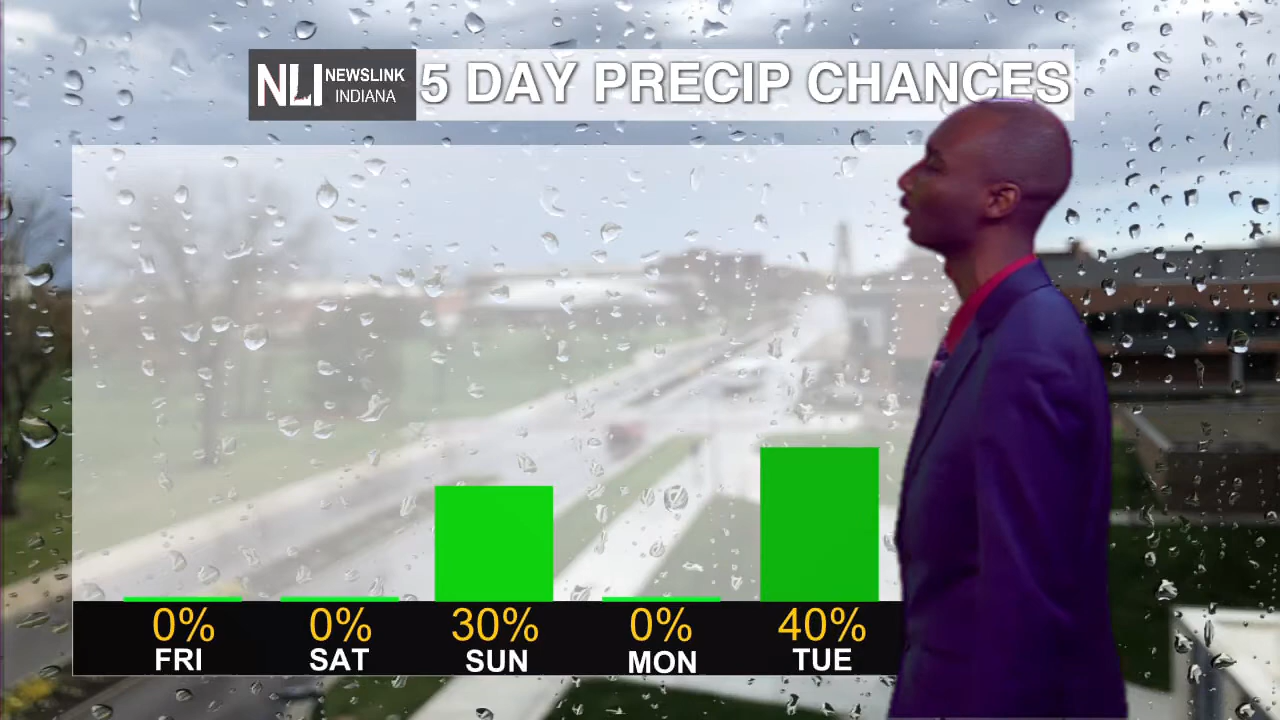 NLI NEWSLINK INDIANA 5 DAY PRECIP CHANCES
0% 0% 30% 0% 40%
FRI SAT SUN MON TUE